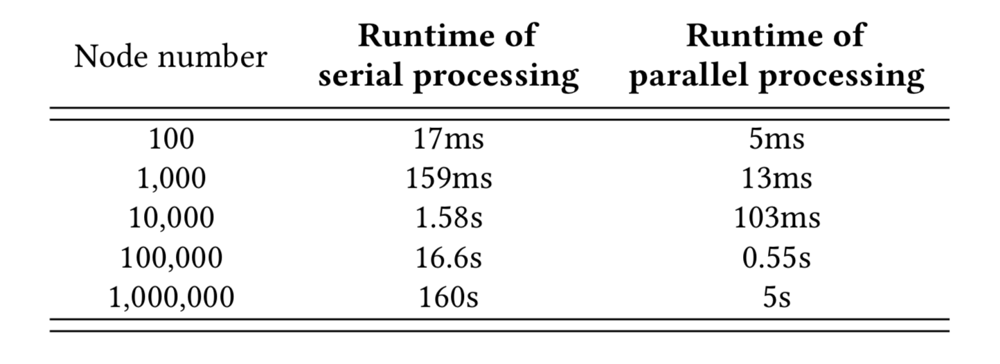 Node number Runtime of serial processing Runtime of parallel processing
100 17ms 5ms
1,000 159ms 13ms
10,000 1.58s 103ms
100,000 16.6s 0.55s
1,000,000 160s 5s